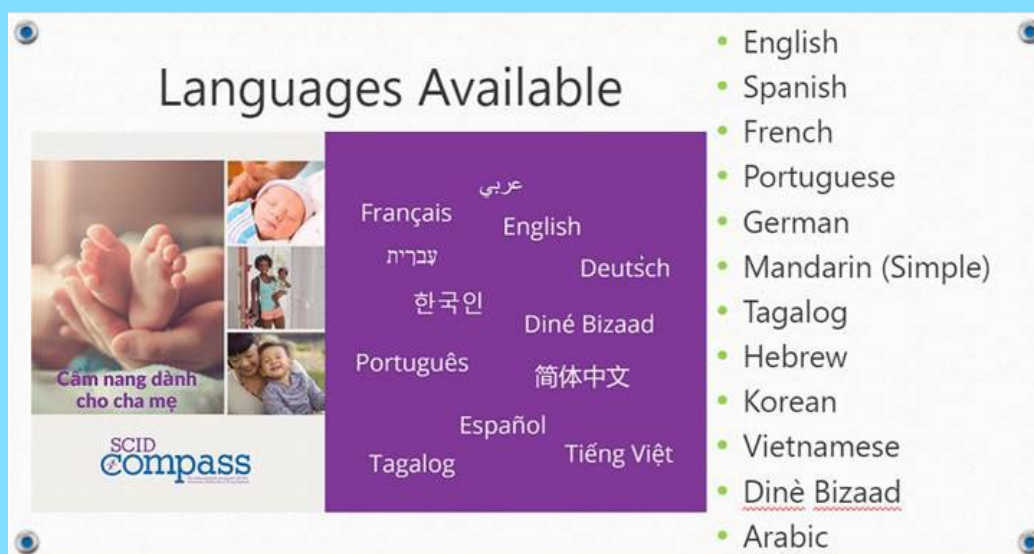 Languages Available
Cẩm nang dành
cho cha mẹ
SCID
compass
عربي
Français
English
עברית
Deutsch
한국인
Diné Bizaad
Português
简体中文
Español
Tagalog
Tiếng Việt
• English
• Spanish
• French
• Portuguese
• German
• Mandarin (Simple)
• Tagalog
• Hebrew
• Korean
• Vietnamese
• Dinè Bizaad
• Arabic